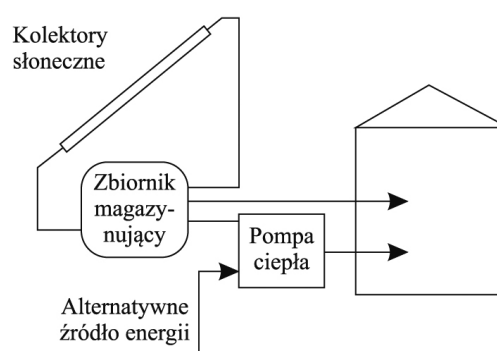 Kolektory
słoneczne
Zbiornik
magazy-
nujący
Pompa
ciepła
Alternatywne
źródło energii